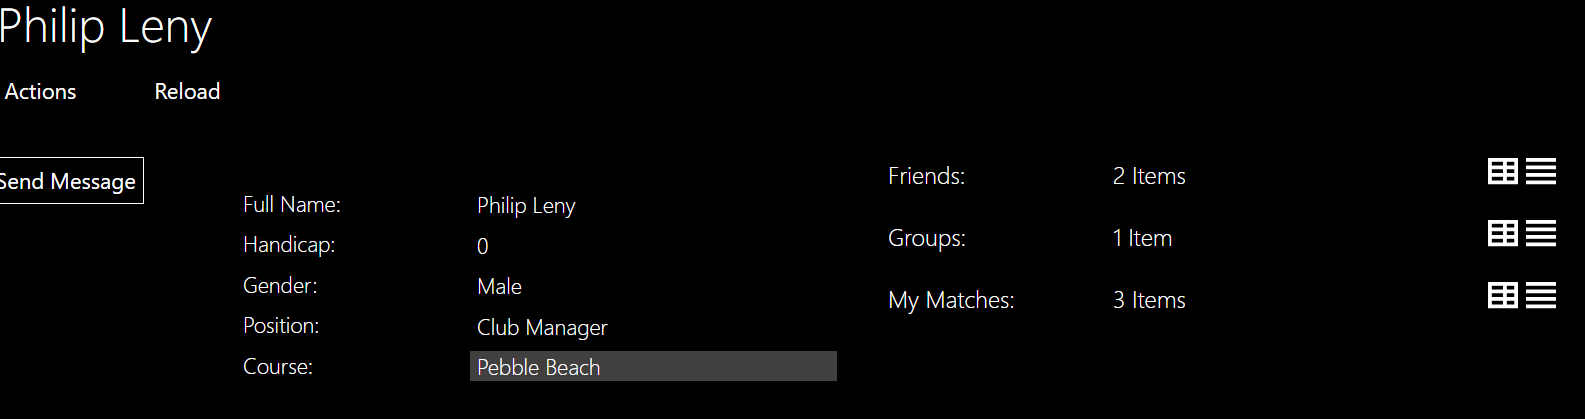 Philip Leny
Actions Reload
Send Message
Full Name: Philip Leny
Handicap: 0
Gender: Male
Position: Club Manager
Course: Pebble Beach
Friends: 2 Items
Groups: 1 Item
My Matches: 3 Items